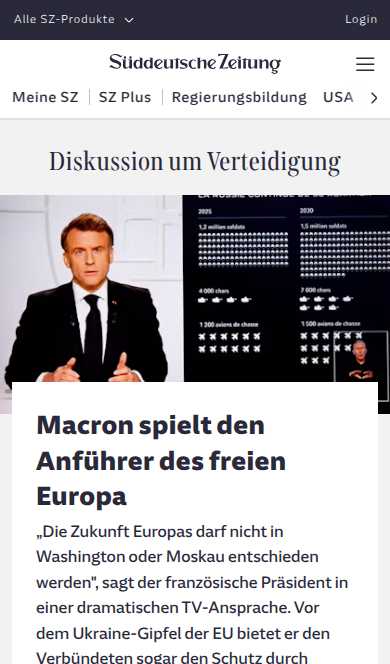 Alle SZ-Produkte
Login
Süddeutsche Zeitung
Meine SZ
SZ Plus
Regierungsbildung
USA
Diskussion um Verteidigung
LA RUSSIE CONTINUE DE
2025
2030
1,2 million soldats
1,5 million soldats
4 000 chars
7 000 chars
1 200 avions de chasse
1 500 avions de chasse
Macron spielt den
Anführer des freien
Europa
„Die Zukunft Europas darf nicht in
Washington oder Moskau entschieden
werden", sagt der französische Präsident in
einer dramatischen TV-Ansprache. Vor
dem Ukraine-Gipfel der EU bietet er den
Verbündeten sogar den Schutz durch